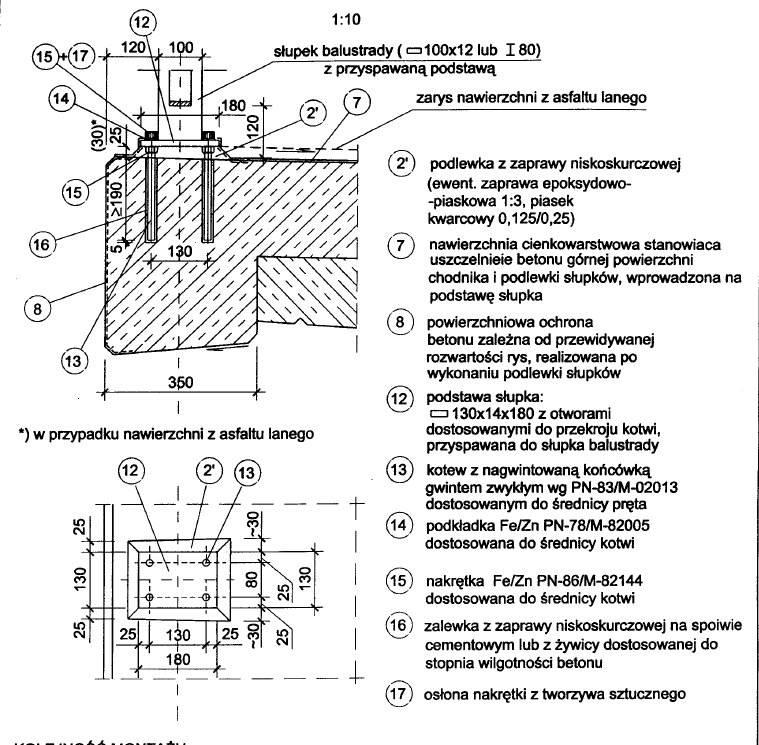 1:10
12
120
100
15+17
słupek balustrady ( 100x12 lub I 80)
z przyspawaną podstawą
14
180
2'
7
zarys nawierzchni z asfaltu lanego
(30)*
25
120
15
≥190
16
5
130
8
13
350
*) w przypadku nawierzchni z asfaltu lanego
12
2'
13
25
130
25
~30
80
~30
25
25
130
25
130
25
180
2' podlewka z zaprawy niskoskurczowej
(ewent. zaprawa epoksydowo-
-piaskowa 1:3, piasek
kwarcowy 0,125/0,25)
7 nawierzchnia cienkowarstwowa stanowiaca
uszczelnieie betonu górnej powierzchni
chodnika i podlewki słupków, wprowadzona na
podstawę słupka
8 powierzchniowa ochrona
betonu zależna od przewidywanej
rozwartości rys, realizowana po
wykonaniu podlewki słupków
12 podstawa słupka:
130x14x180 z otworami
dostosowanymi do przekroju kotwi,
przyspawana do słupka balustrady
13 kotew z nagwintowaną końcówką
gwintem zwykłym wg PN-83/M-02013
dostosowanym do średnicy pręta
14 podkładka Fe/Zn PN-78/M-82005
dostosowana do średnicy kotwi
15 nakrętka Fe/Zn PN-86/M-82144
dostosowana do średnicy kotwi
16 zalewka z zaprawy niskoskurczowej na spoiwie
cementowym lub z żywicy dostosowanej do
stopnia wilgotności betonu
17 osłona nakrętki z tworzywa sztucznego